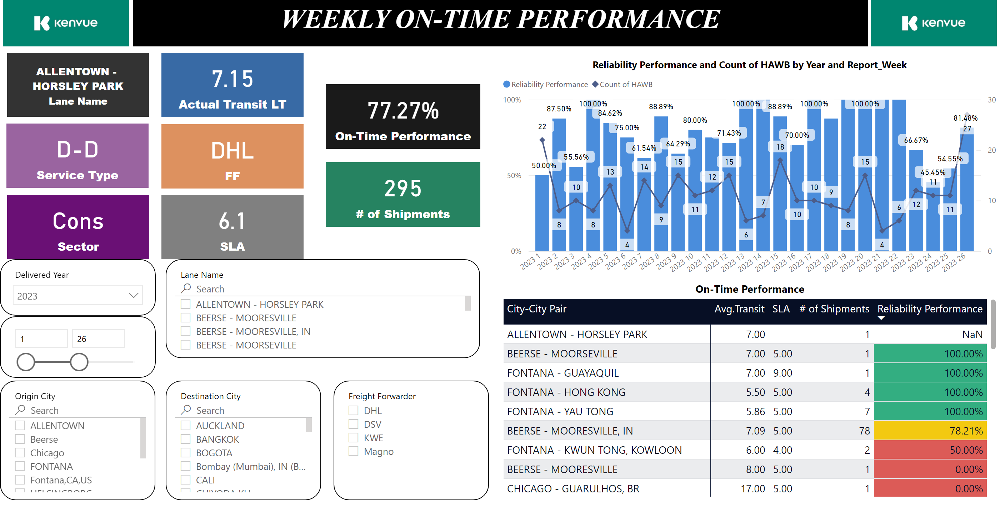 kenvue
WEEKLY ON-TIME PERFORMANCE
kenvue
ALLENTOWN -
HORSLEY PARK
Lane Name
7.15
Actual Transit LT
77.27%
On-Time Performance
D-D
Service Type
DHL
FF
295
# of Shipments
Cons
Sector
6.1
SLA
Reliability Performance and Count of HAWB by Year and Report_Week
Reliability Performance Count of HAWB
100%
50%
0%
30
20
10
0
50.00%
87.50%
55.56%
100.00%
84.62%
75.00%
61.54%
88.89%
64.29%
80.00%
71.43%
100.00%
88.89%
70.00%
100.00%
100.00%
66.67%
45.45%
54.55%
81.48%
22
8
10
8
13
4
14
9
15
11
12
15
6
7
18
10
10
9
8
15
4
6
12
11
11
27
2023 1
2023 2
2023 3
2023 4
2023 5
2023 6
2023 7
2023 8
2023 9
2023 10
2023 11
2023 12
2023 13
2023 14
2023 15
2023 16
2023 17
2023 18
2023 19
2023 20
2023 21
2023 22
2023 23
2023 24
2023 25
2023 26
Delivered Year
2023
1 26
Lane Name
Search
ALLENTOWN - HORSLEY PARK
BEERSE - MOORESVILLE
BEERSE - MOORESVILLE, IN
BEERSE - MOORSEVILLE
Origin City
Search
ALLENTOWN
Beerse
Chicago
FONTANA
Fontana,CA,US
Destination City
Search
AUCKLAND
BANGKOK
BOGOTA
Bombay (Mumbai), IN (B...
CALI
Freight Forwarder
DHL
DSV
KWE
Magno
On-Time Performance
City-City Pair Avg.Transit SLA # of Shipments Reliability Performance
ALLENTOWN - HORSLEY PARK 7.00 1 NaN
BEERSE - MOORSEVILLE 7.00 5.00 1 100.00%
FONTANA - GUAYAQUIL 7.00 9.00 1 100.00%
FONTANA - HONG KONG 5.50 5.00 4 100.00%
FONTANA - YAU TONG 5.86 5.00 7 100.00%
BEERSE - MOORESVILLE, IN 7.09 5.00 78 78.21%
FONTANA - KWUN TONG, KOWLOON 6.00 4.00 2 50.00%
BEERSE - MOORESVILLE 8.00 5.00 1 0.00%
CHICAGO - GUARULHOS, BR 17.00 5.00 1 0.00%